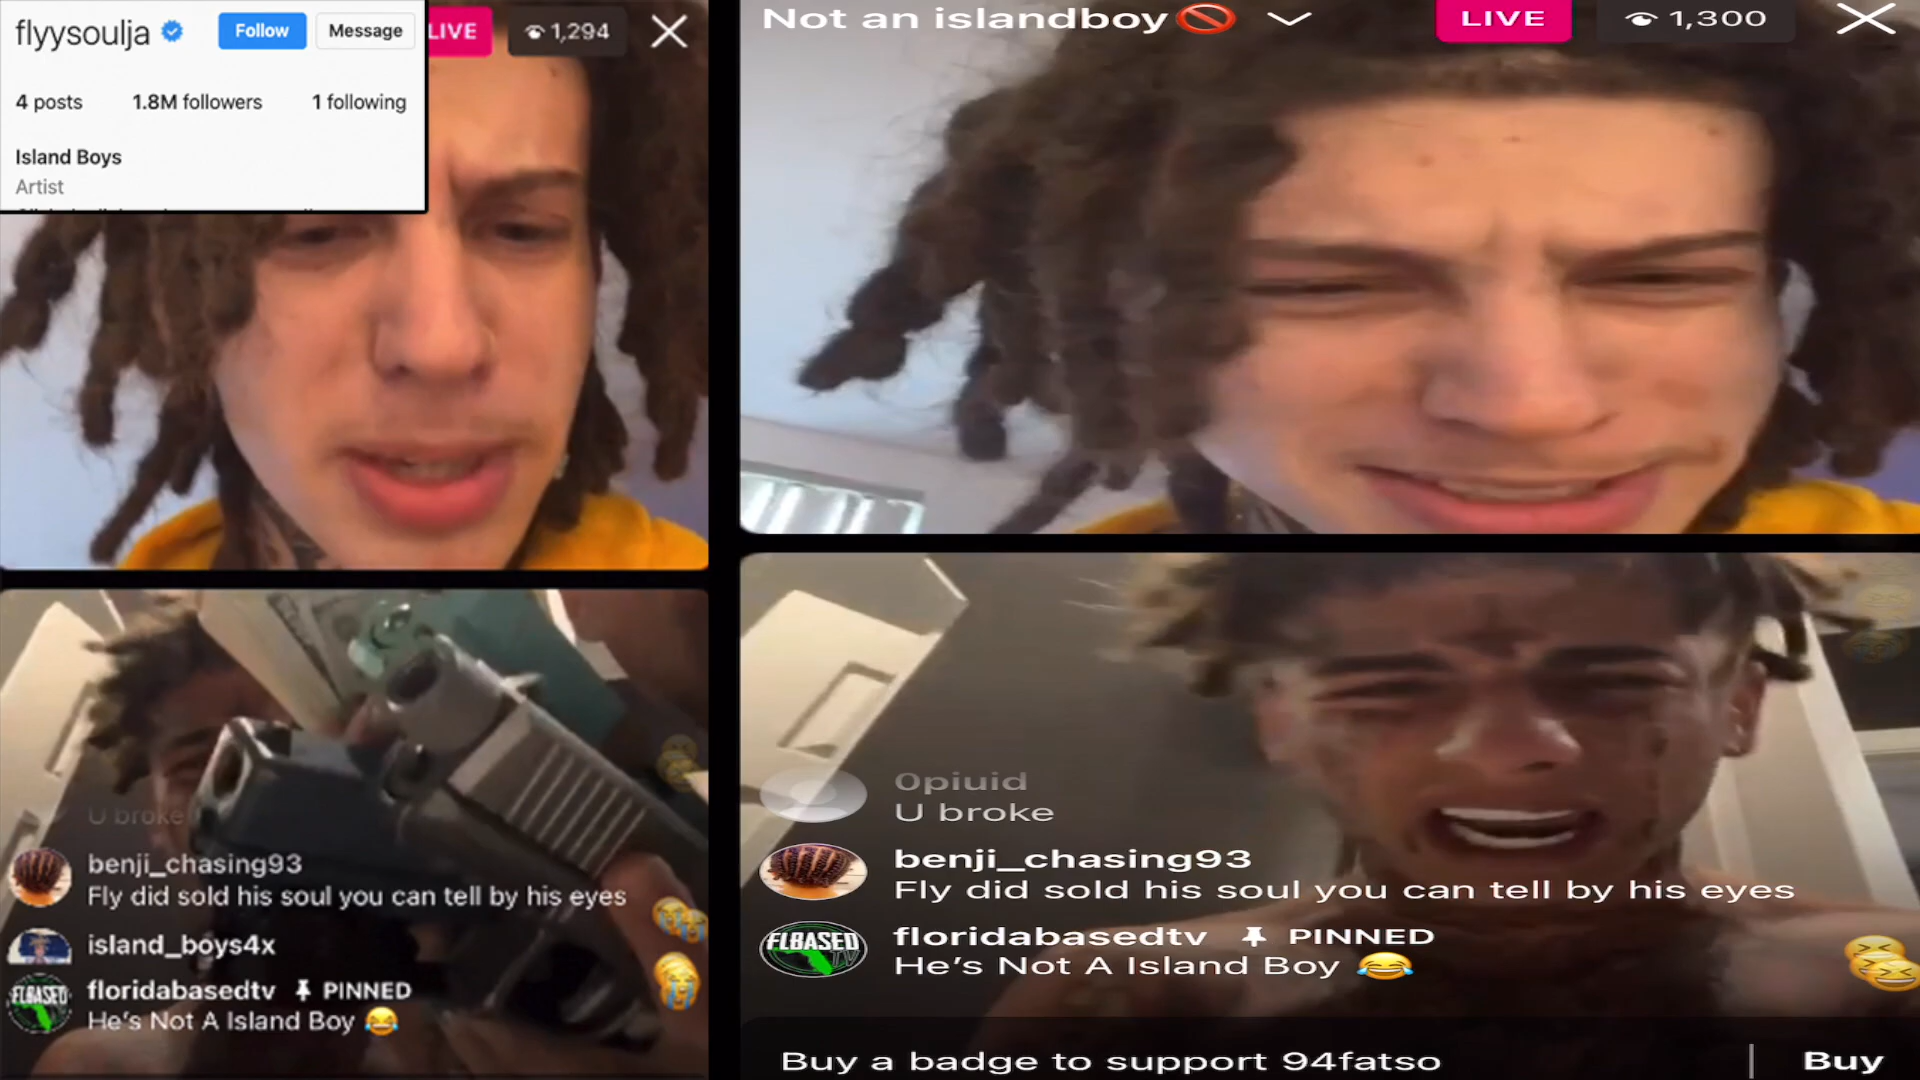 flyysoulja
Follow
Message
4 posts
1.8M followers
1 following
Island Boys
Artist
LIVE
1,294
Not an islandboy🚫
LIVE
1,300
U broke
benji_chasing93
Fly did sold his soul you can tell by his eyes
island_boys4x
floridabasedtv PINNED
He's Not A Island Boy 😂
FLBASED
0piuid
U broke
benji_chasing93
Fly did sold his soul you can tell by his eyes
FLBASED
TV
floridabasedtv PINNED
He's Not A Island Boy 😂
Buy a badge to support 94fatso
Buy